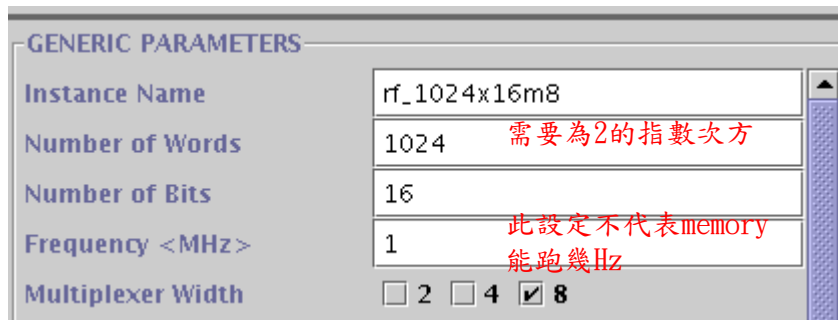 GENERIC PARAMETERS
Instance Name rf_1024x16m8
Number of Words 1024 需要為2的指數次方
Number of Bits 16
Frequency <MHz> 1 此設定不代表memory
能跑幾Hz
Multiplexer Width 2 4 8